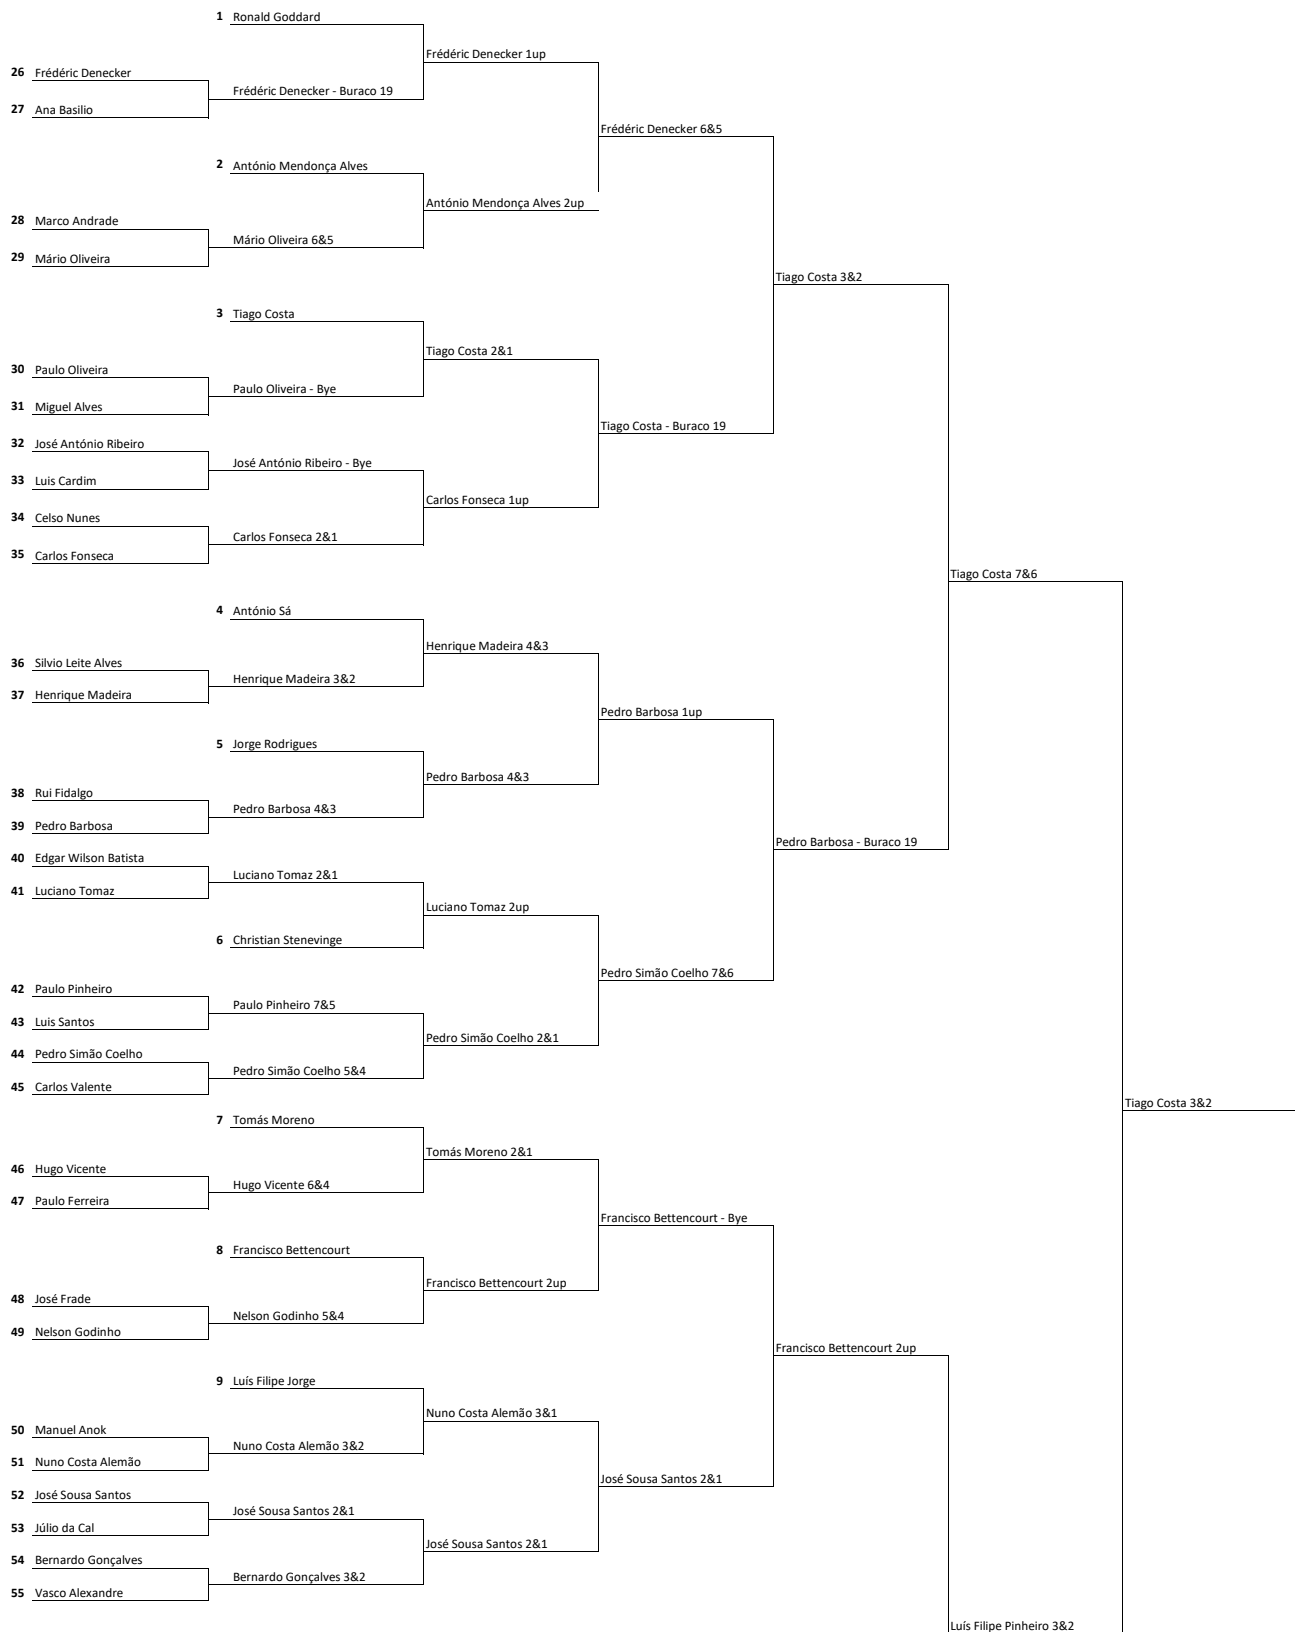 1 Ronald Goddard
Frédéric Denecker 1up
26 Frédéric Denecker
Frédéric Denecker - Buraco 19
27 Ana Basilio
Frédéric Denecker 6&5
2 António Mendonça Alves
António Mendonça Alves 2up
28 Marco Andrade
Mário Oliveira 6&5
29 Mário Oliveira
Tiago Costa 3&2
3 Tiago Costa
Tiago Costa 2&1
30 Paulo Oliveira
Paulo Oliveira - Bye
31 Miguel Alves
Tiago Costa - Buraco 19
32 José António Ribeiro
José António Ribeiro - Bye
33 Luis Cardim
Carlos Fonseca 1up
34 Celso Nunes
Carlos Fonseca 2&1
35 Carlos Fonseca
Tiago Costa 7&6
4 António Sá
Henrique Madeira 4&3
36 Silvio Leite Alves
Henrique Madeira 3&2
37 Henrique Madeira
Pedro Barbosa 1up
5 Jorge Rodrigues
Pedro Barbosa 4&3
38 Rui Fidalgo
Pedro Barbosa 4&3
39 Pedro Barbosa
Pedro Barbosa - Buraco 19
40 Edgar Wilson Batista
Luciano Tomaz 2&1
41 Luciano Tomaz
Luciano Tomaz 2up
6 Christian Stenevinge
Pedro Simão Coelho 7&6
42 Paulo Pinheiro
Paulo Pinheiro 7&5
43 Luis Santos
Pedro Simão Coelho 2&1
44 Pedro Simão Coelho
Pedro Simão Coelho 5&4
45 Carlos Valente
Tiago Costa 3&2
7 Tomás Moreno
Tomás Moreno 2&1
46 Hugo Vicente
Hugo Vicente 6&4
47 Paulo Ferreira
Francisco Bettencourt - Bye
8 Francisco Bettencourt
Francisco Bettencourt 2up
48 José Frade
Nelson Godinho 5&4
49 Nelson Godinho
Francisco Bettencourt 2up
9 Luís Filipe Jorge
Nuno Costa Alemão 3&1
50 Manuel Anok
Nuno Costa Alemão 3&2
51 Nuno Costa Alemão
José Sousa Santos 2&1
52 José Sousa Santos
José Sousa Santos 2&1
53 Júlio da Cal
José Sousa Santos 2&1
54 Bernardo Gonçalves
Bernardo Gonçalves 3&2
55 Vasco Alexandre
Luís Filipe Pinheiro 3&2